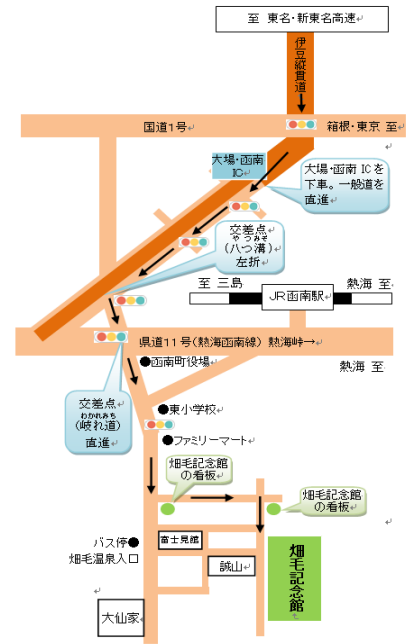 至 東名・新東名高速
伊豆縦貫道
国道1号
箱根・東京 至
大場・函南
IC
大場・函南 ICを
下車。一般道を
直進
交差点
やつみぞ
(八つ溝)
左折
至 三島
JR函南駅
熱海 至
県道11号(熱海函南線) 熱海峠→
熱海 至
●函南町役場
交差点
わかれみち
(岐れ道)
直進
●東小学校
●ファミリーマート
畑毛記念館
の看板
畑毛記念館
の看板
バス停●
畑毛温泉入口
富士見館
誠山
畑毛記念館
大仙家